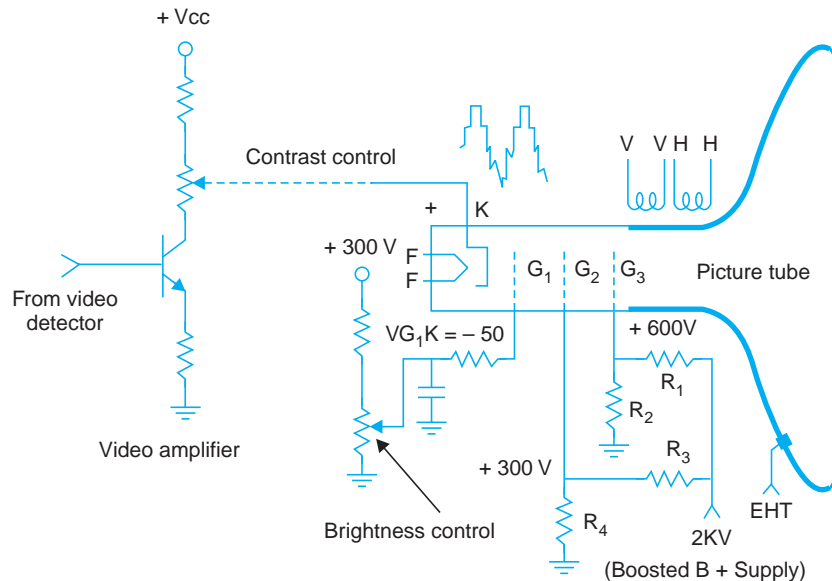 + Vcc
Contrast control
V V H H
+ K
+ 300 V
F
F
G1 G2 G3
Picture tube
From video
detector
VG1K = – 50
+ 600V
R1
R2
Video amplifier
+ 300 V
R3
Brightness control
R4
2KV
EHT
(Boosted B + Supply)